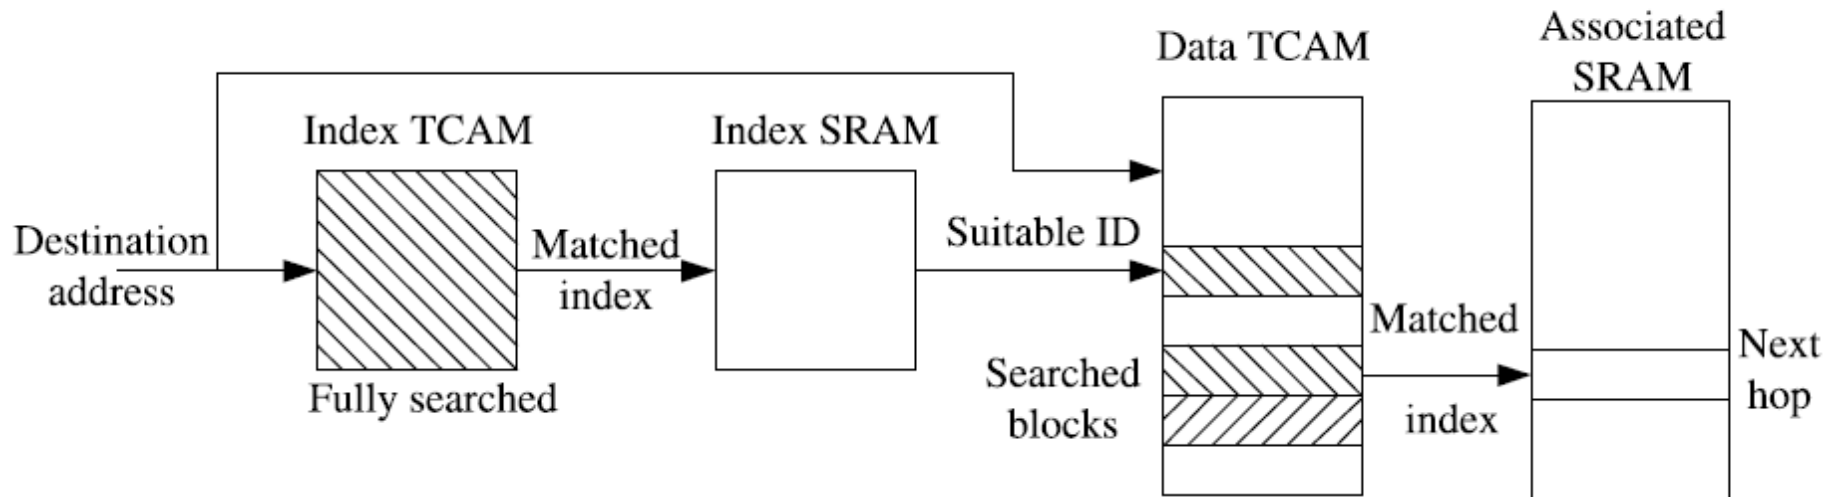 Associated
SRAM
Data TCAM
Index TCAM
Index SRAM
Destination
address
Matched
index
Suitable ID
Fully searched
Searched
blocks
Matched
index
Next
hop